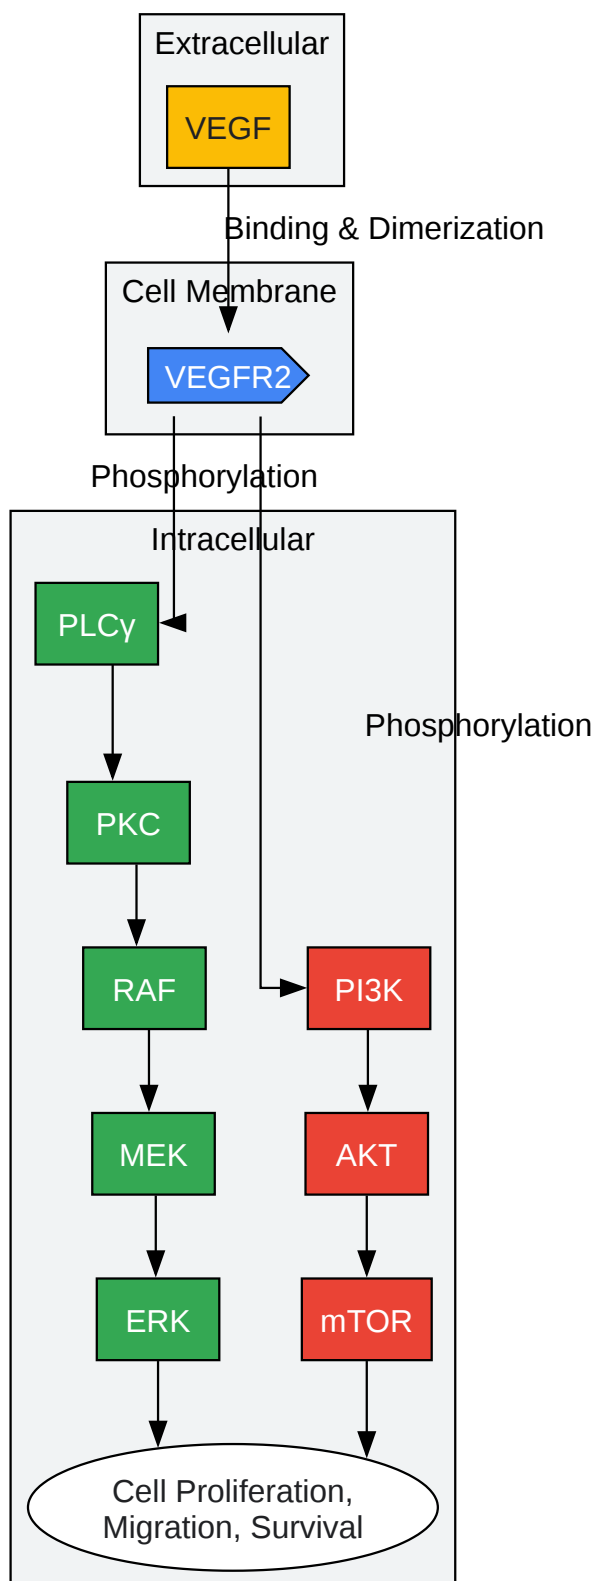 Extracellular
VEGF
Binding & Dimerization
Cell Membrane
VEGFR2
Phosphorylation
Intracellular
PLCγ
Phosphorylation
PKC
RAF
PI3K
MEK
AKT
ERK
mTOR
Cell Proliferation,
Migration, Survival